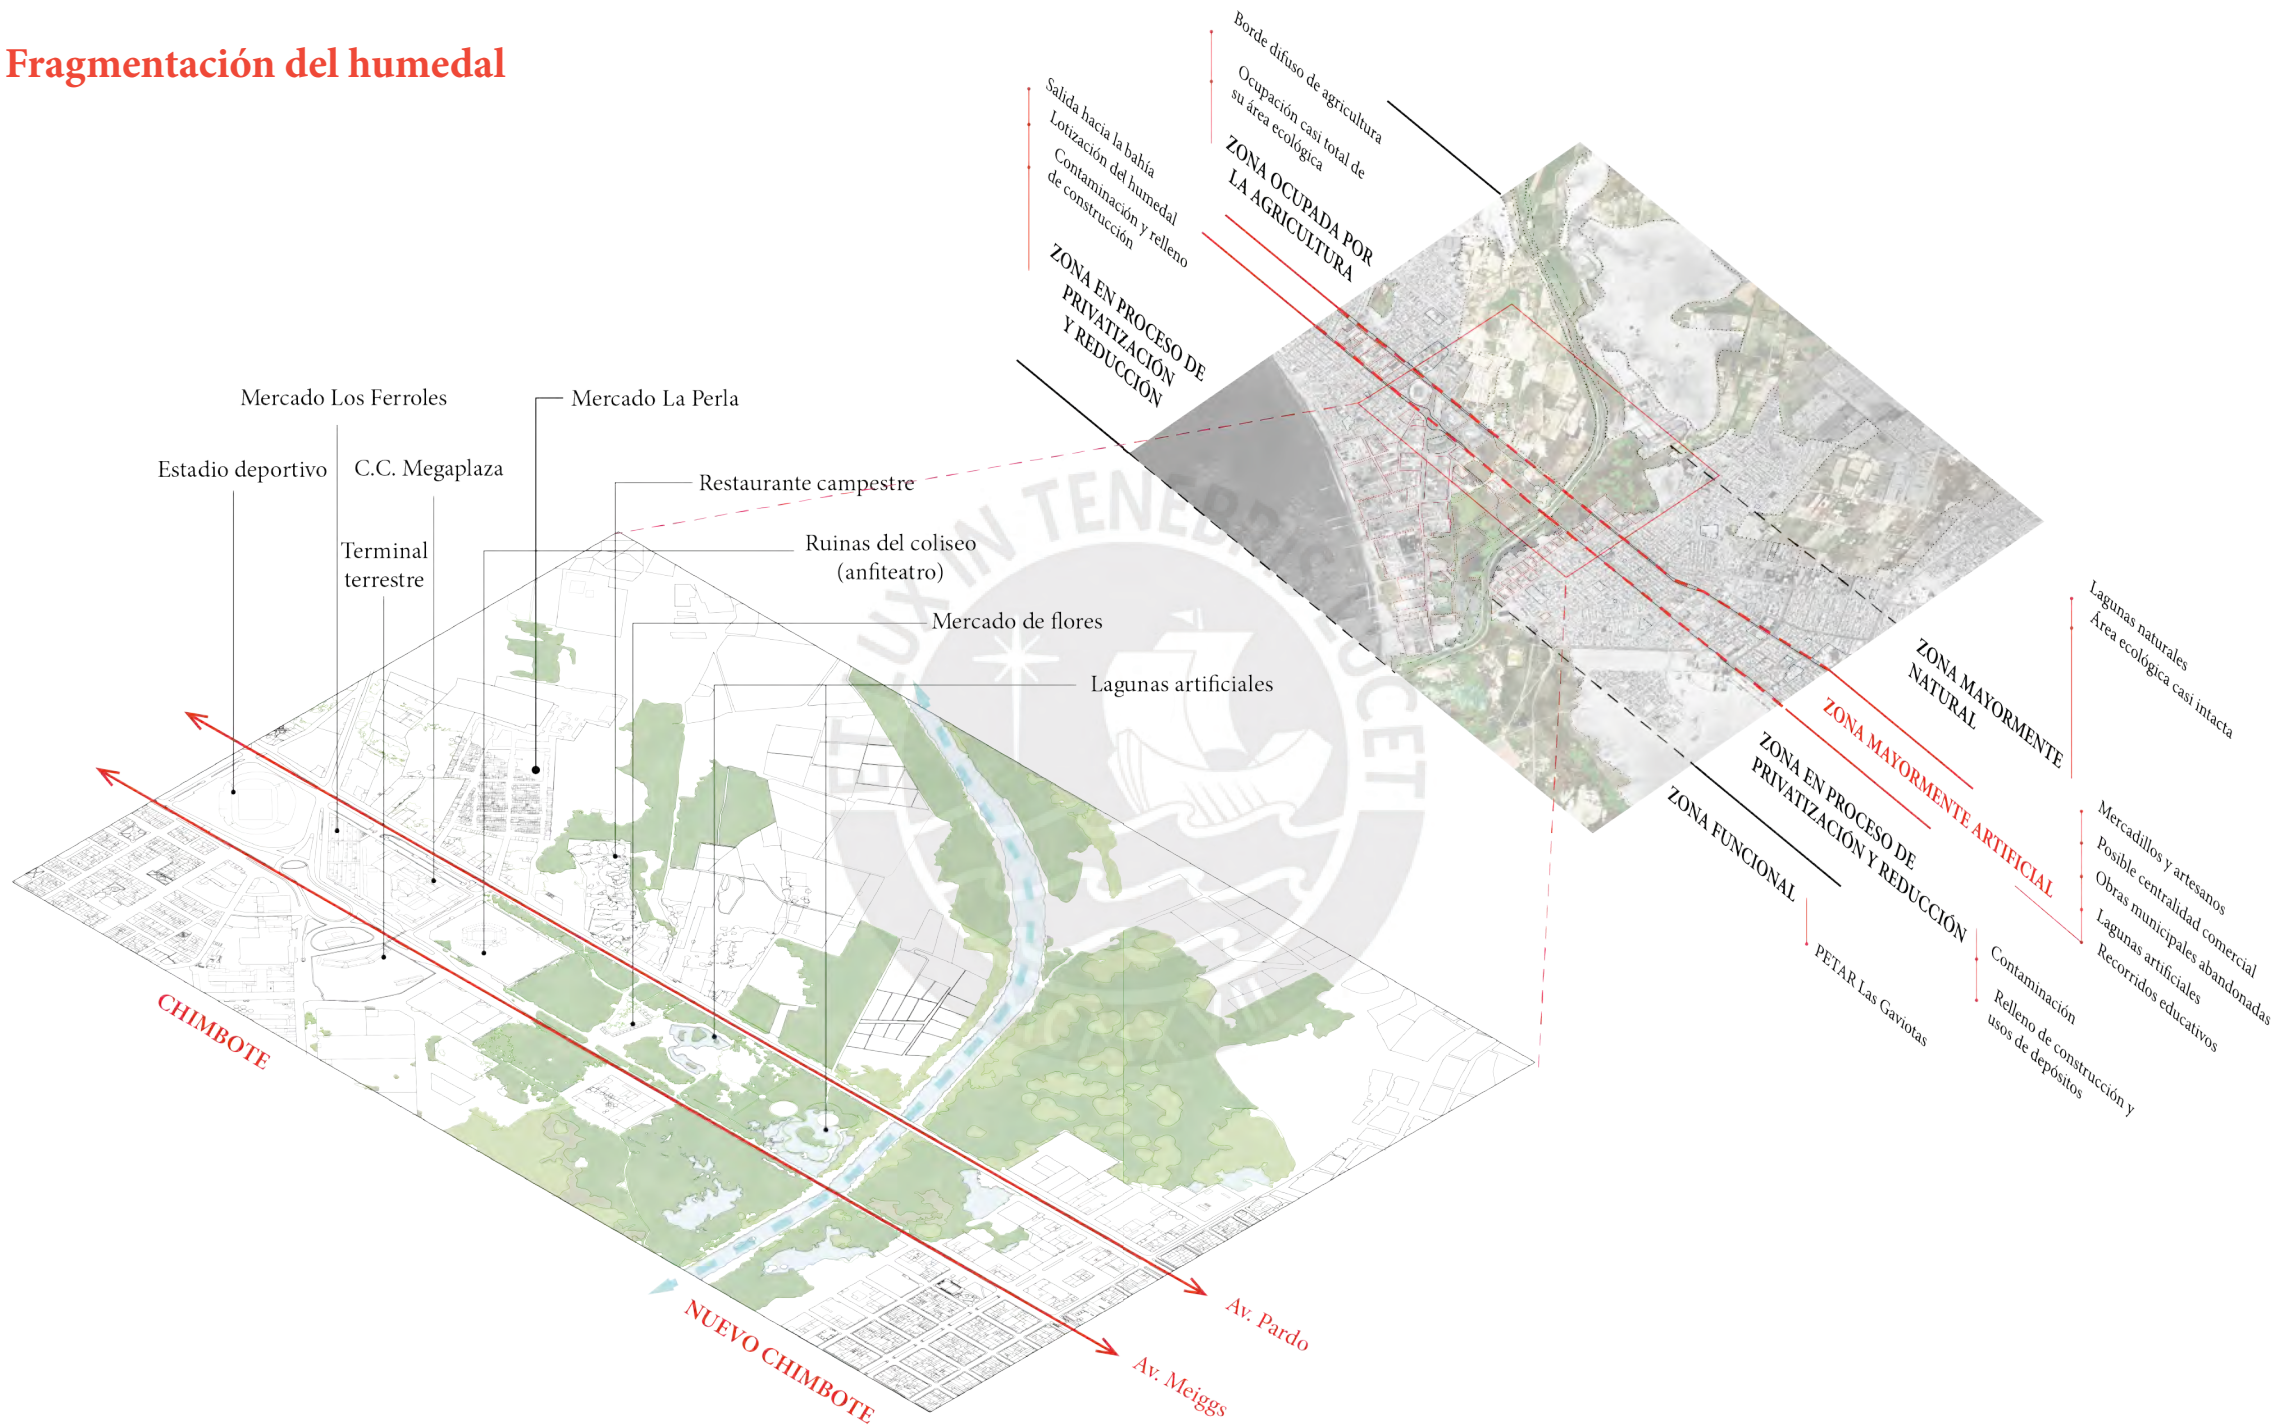 Fragmentación del humedal
Borde difuso de agricultura
Ocupación casi total de
su área ecológica
ZONA OCUPADA POR
LA AGRICULTURA
Salida hacia la bahía
Lotización del humedal
Contaminación y relleno
de construcción
ZONA EN PROCESO DE
PRIVATIZACIÓN
Y REDUCCIÓN
Mercado Los Ferroles
Mercado La Perla
Estadio deportivo
C.C. Megaplaza
Restaurante campestre
Terminal
terrestre
Ruinas del coliseo
(anfiteatro)
Mercado de flores
Lagunas artificiales
ET LUX IN TENEBRIS LUCET
Lagunas naturales
Área ecológica casi intacta
ZONA MAYORMENTE
NATURAL
ZONA MAYORMENTE ARTIFICIAL
Mercadillos y artesanos
Posible centralidad comercial
Obras municipales abandonadas
Lagunas artificiales
Recorridos educativos
ZONA EN PROCESO DE
PRIVATIZACIÓN Y REDUCCIÓN
Contaminación
Relleno de construcción y
usos de depósitos
ZONA FUNCIONAL
PETAR Las Gaviotas
CHIMBOTE
NUEVO CHIMBOTE
Av. Pardo
Av. Meiggs